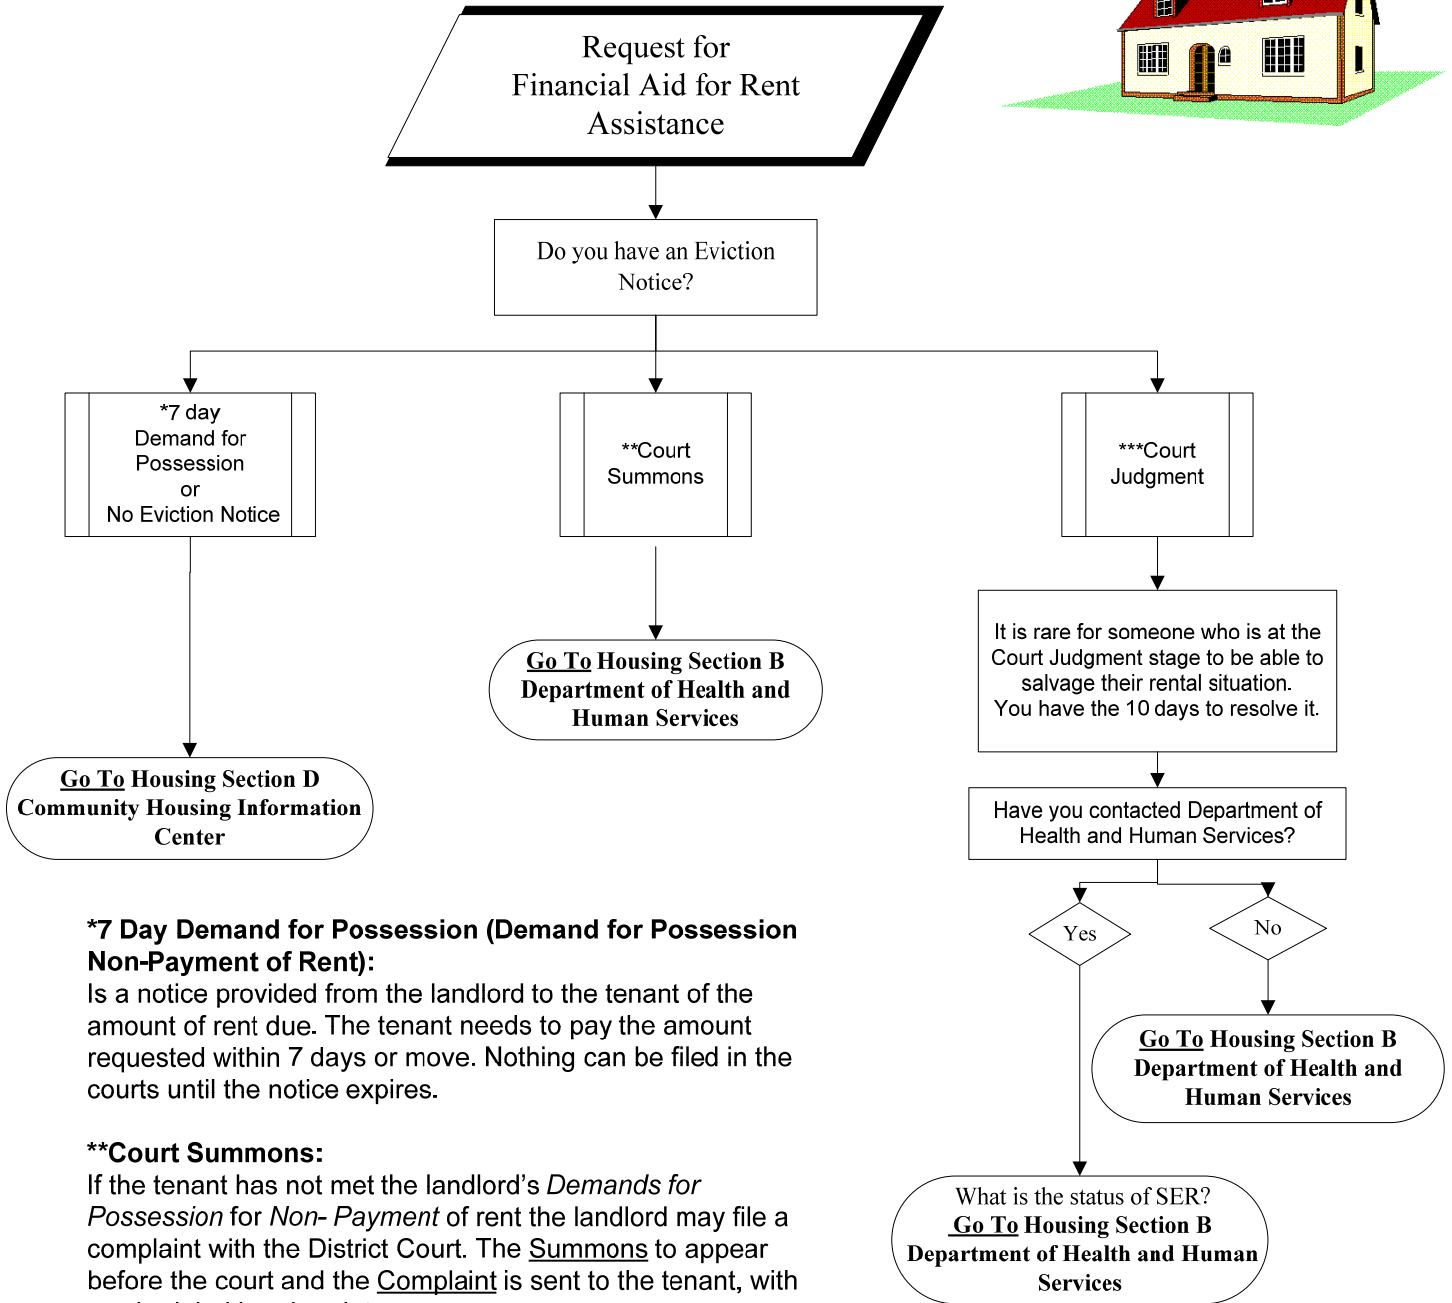 Request for
Financial Aid for Rent
Assistance
Do you have an Eviction
Notice?
*7 day
Demand for
Possession
or
No Eviction Notice
**Court
Summons
***Court
Judgment
It is rare for someone who is at the
Court Judgment stage to be able to
salvage their rental situation.
You have the 10 days to resolve it.
Go To Housing Section B
Department of Health and
Human Services
Go To Housing Section D
Community Housing Information
Center
Have you contacted Department of
Health and Human Services?
Yes
No
Go To Housing Section B
Department of Health and
Human Services
What is the status of SER?
Go To Housing Section B
Department of Health and Human
Services
*7 Day Demand for Possession (Demand for Possession
Non-Payment of Rent):
Is a notice provided from the landlord to the tenant of the
amount of rent due. The tenant needs to pay the amount
requested within 7 days or move. Nothing can be filed in the
courts until the notice expires.
**Court Summons:
If the tenant has not met the landlord's Demands for
Possession for Non- Payment of rent the landlord may file a
complaint with the District Court. The Summons to appear
before the court and the Complaint is sent to the tenant, with